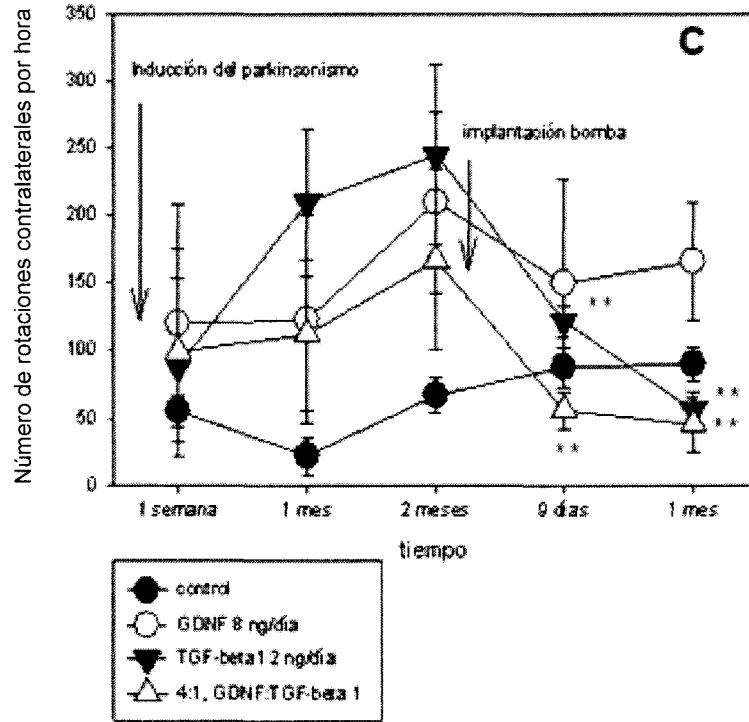 Número de rotaciones contralaterales por hora
350
300
250
200
150
100
50
0
C
Inducción del parkinsonismo
implantación bomba
**
**
**
**
1 semana
1 mes
2 meses
9 días
1 mes
tiempo
control
GDNF 8 ng/día
TGF-beta 1 2 ng/día
4:1, GDNF:TGF-beta 1